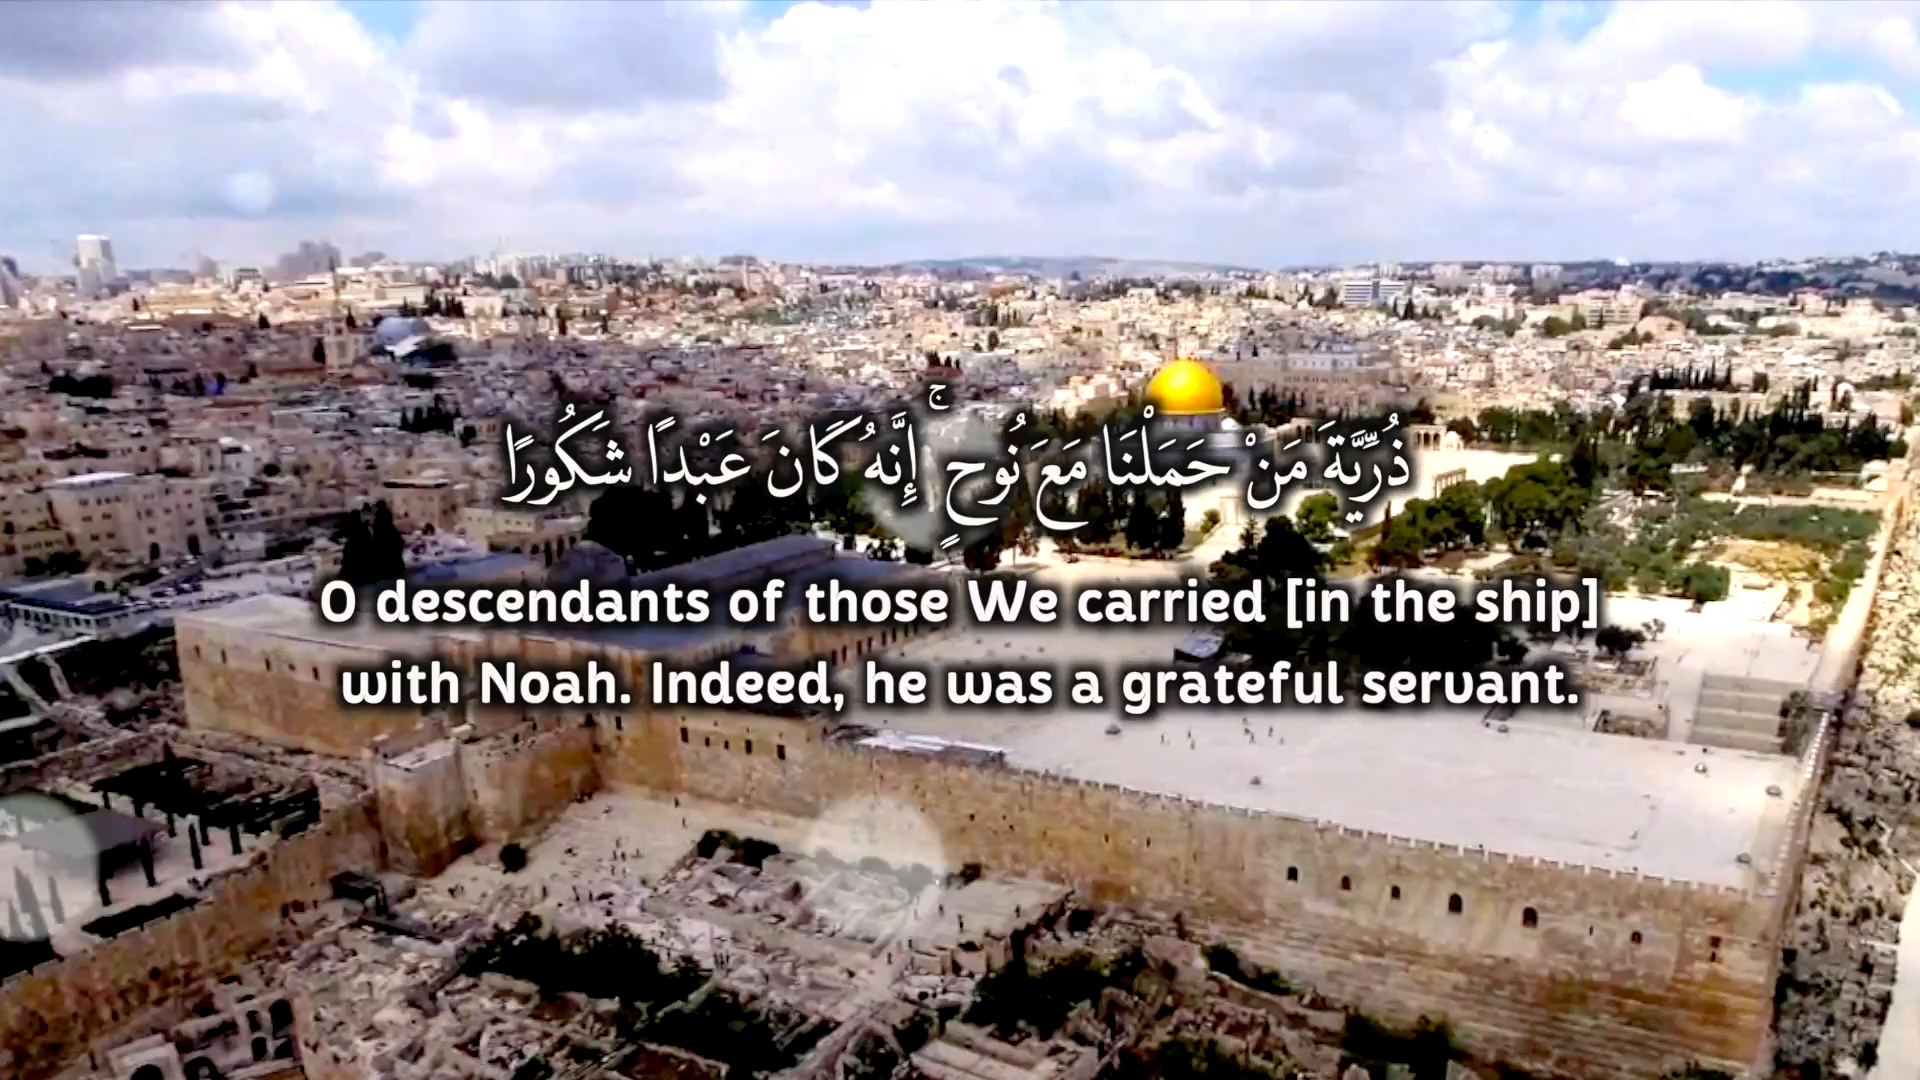 ذُرِّيَّةَ مَنْ حَمَلْنَا مَعَ نُوحٍ ۚ إِنَّهُ كَانَ عَبْدًا شَكُورًا
O descendants of those We carried [in the ship]
with Noah. Indeed, he was a grateful servant.